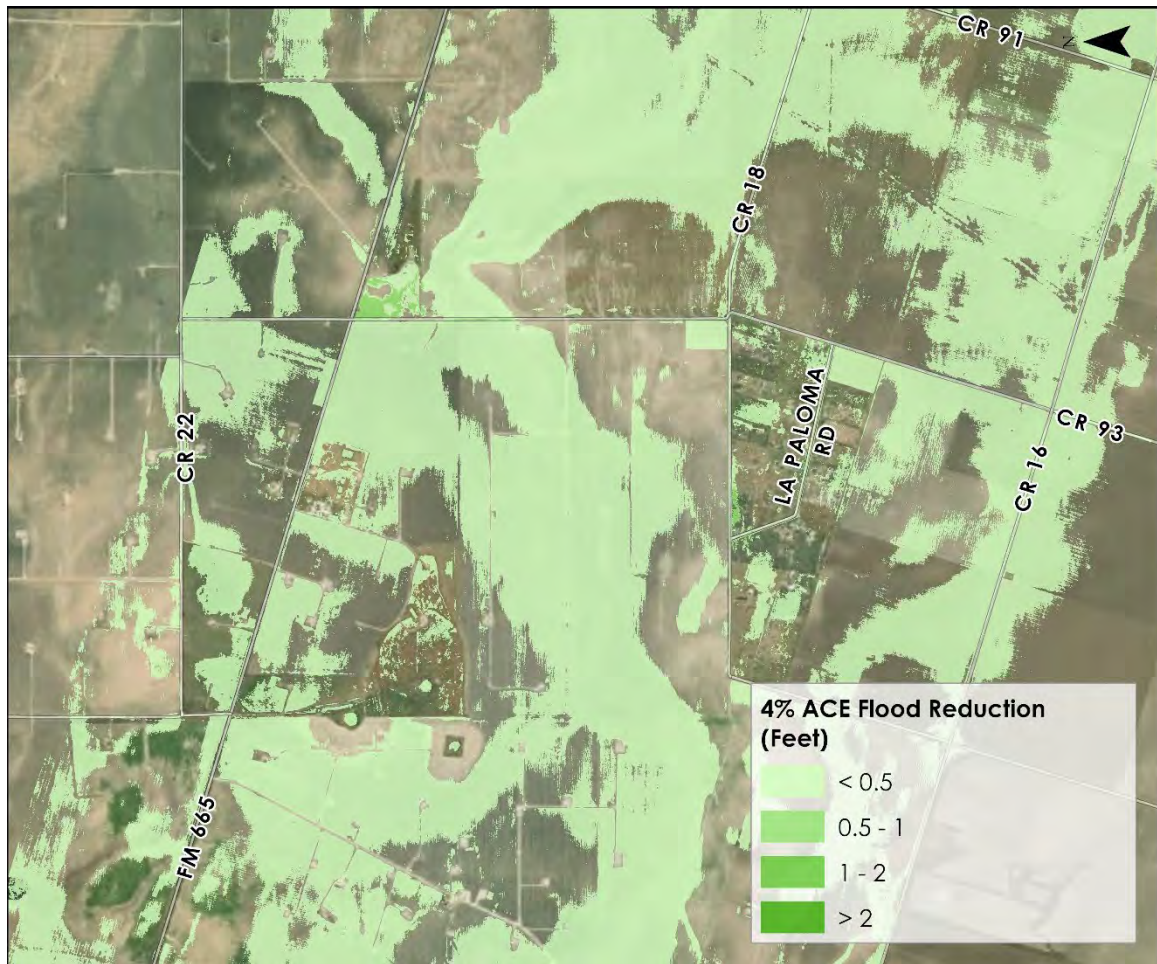 CR 91
N
CR 18
LA PALOMA
RD
CR 93
CR 22
CR 16
FM 665
4% ACE Flood Reduction
(Feet)
< 0.5
0.5 - 1
1 - 2
> 2